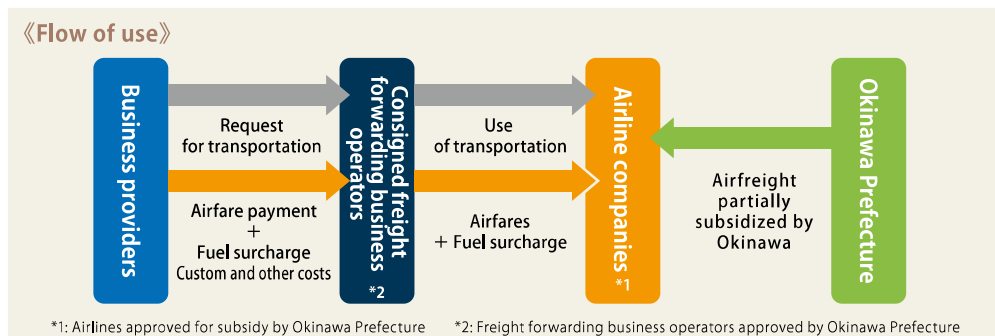 《Flow of use》
Business providers
Request
for transportation
Airfare payment
+
Fuel surcharge
Custom and other costs
Consigned freight
forwarding business
operators
*2
Use
of transportation
Airfares
+ Fuel surcharge
Airline companies *1
Airfreight
partially
subsidized by
Okinawa
Okinawa Prefecture
*1: Airlines approved for subsidy by Okinawa Prefecture
*2: Freight forwarding business operators approved by Okinawa Prefecture